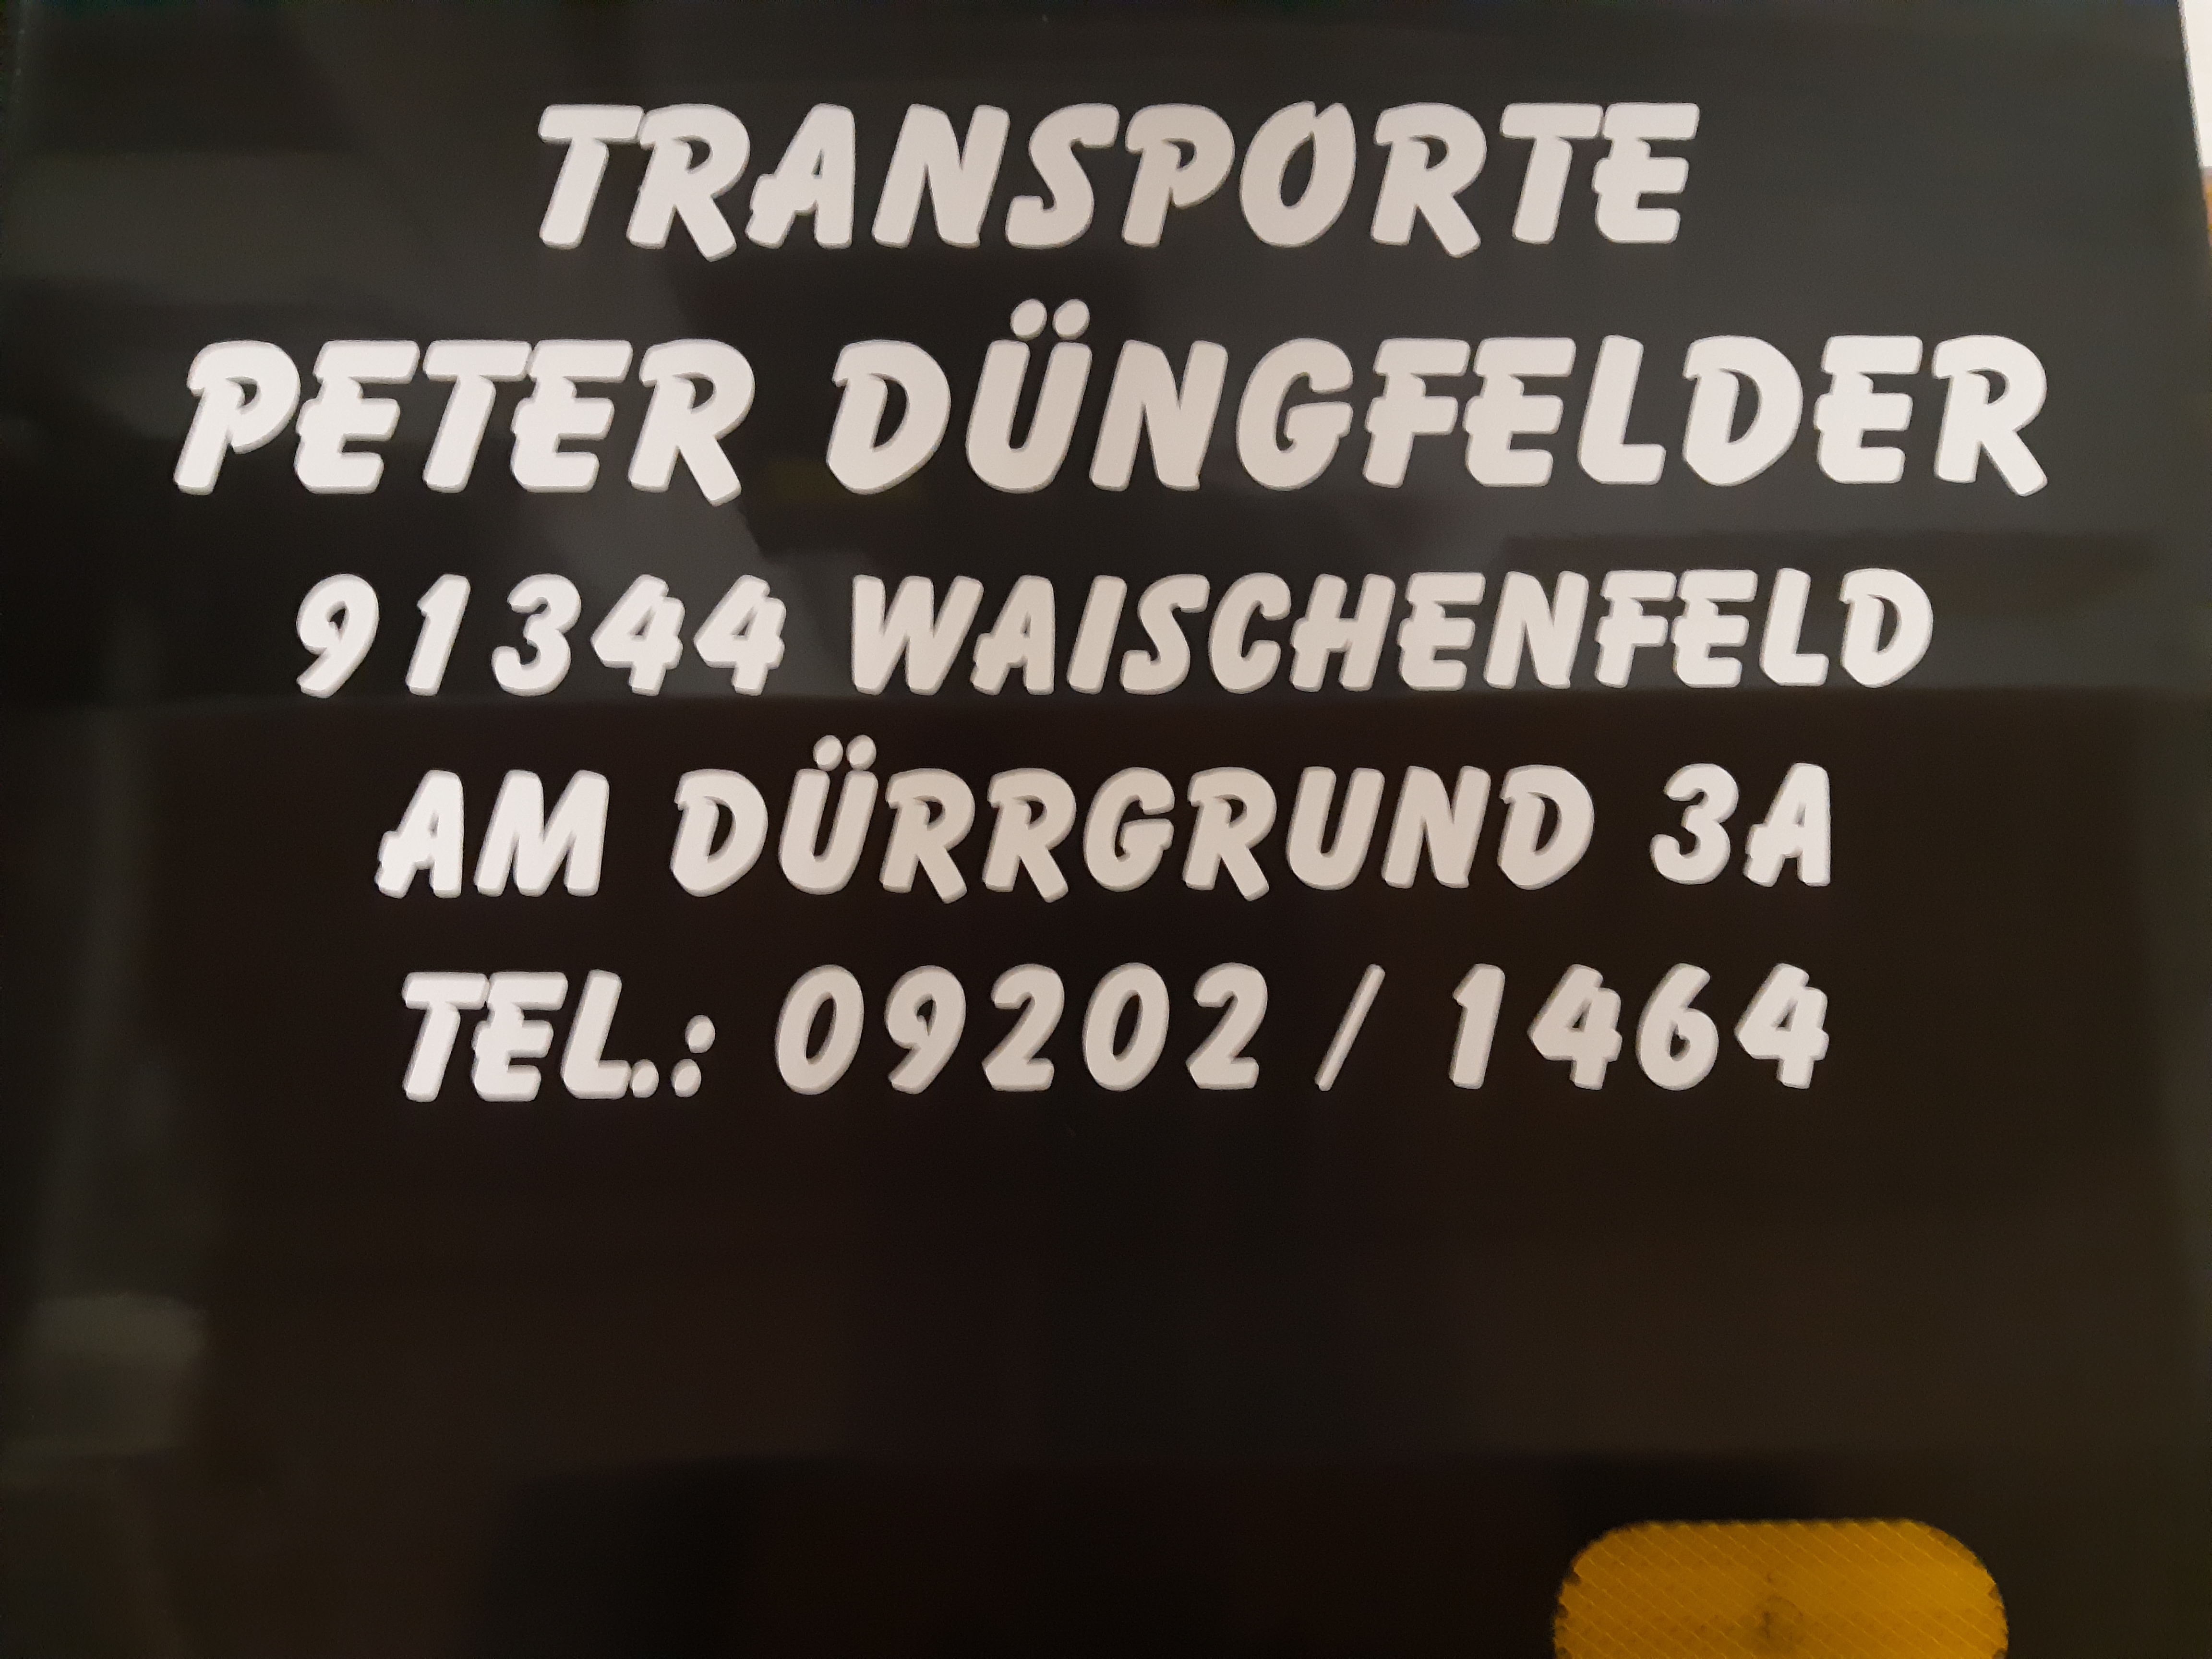 TRANSPORTE
PETER DÜNGFELDER
91344 WAISCHENFELD
AM DÜRRGRUND 3A
TEL.: 09202 / 1464